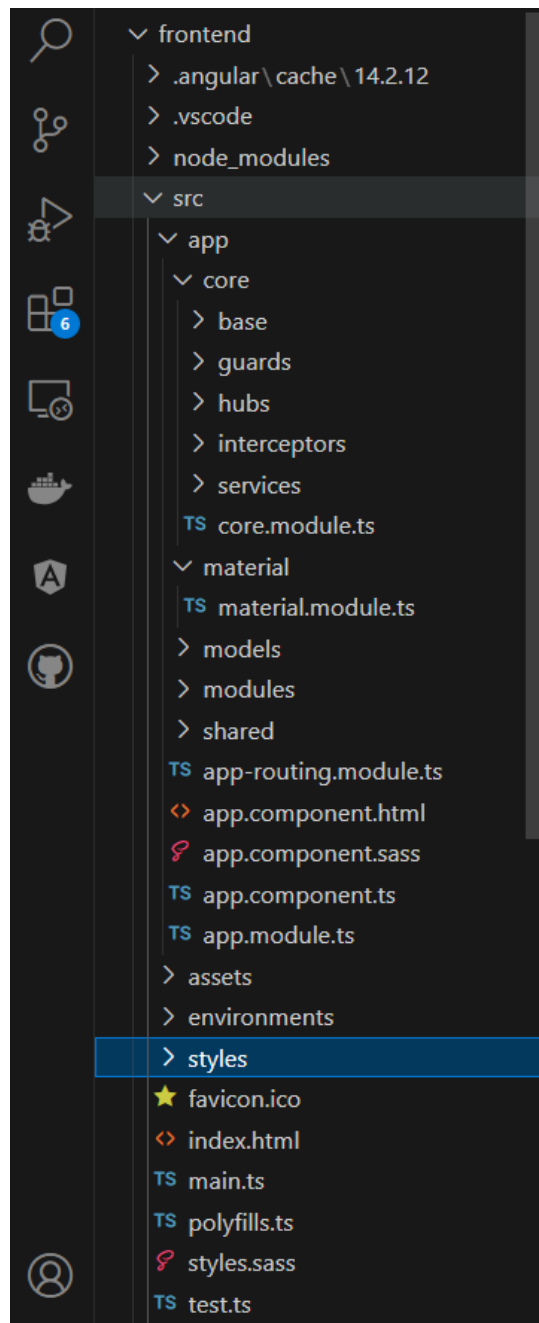 frontend
.angular\cache\14.2.12
.vscode
node_modules
src
app
core
base
guards
hubs
interceptors
services
TS core.module.ts
material
TS material.module.ts
models
modules
shared
TS app-routing.module.ts
<> app.component.html
app.component.sass
TS app.component.ts
TS app.module.ts
assets
environments
styles
favicon.ico
<> index.html
TS main.ts
TS polyfills.ts
styles.sass
TS test.ts
6